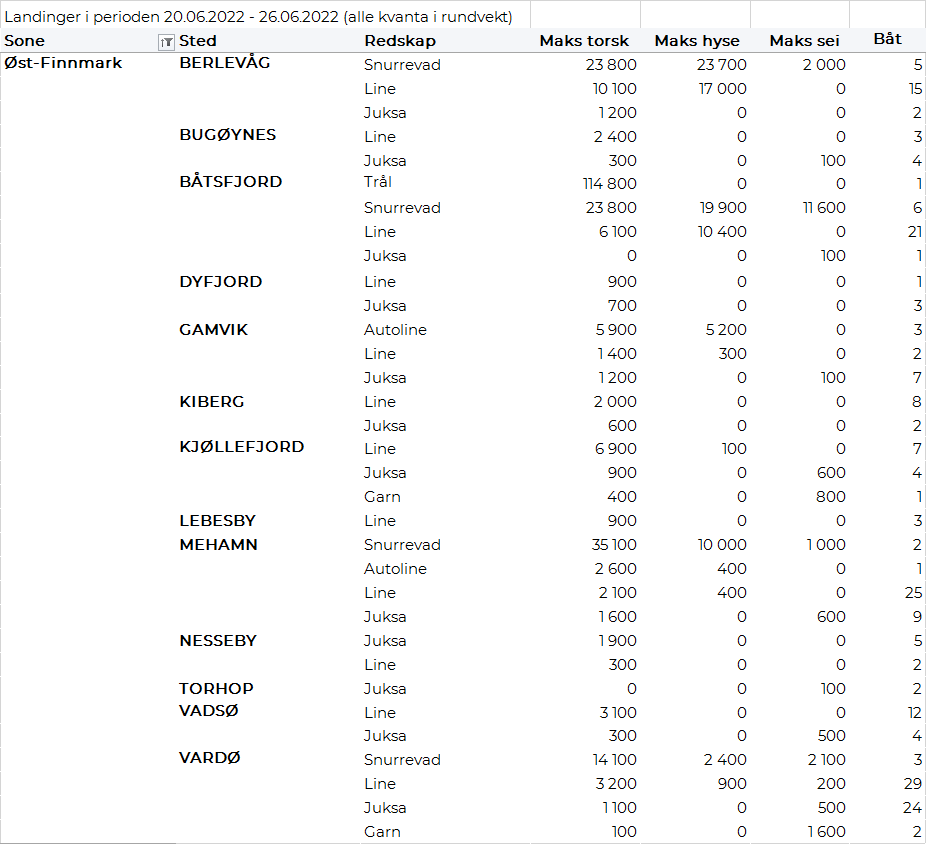 Landinger i perioden 20.06.2022 - 26.06.2022 (alle kvanta i rundvekt)
Sone Sted Redskap Maks torsk Maks hyse Maks sei Båt
Øst-Finnmark BERLEVÅG Snurrevad 23 800 23 700 2 000 5
Line 10 100 17 000 0 15
Juksa 1 200 0 0 2
BUGØYNES Line 2 400 0 0 3
Juksa 300 0 100 4
BÅTSFJORD Trål 114 800 0 0 1
Snurrevad 23 800 19 900 11 600 6
Line 6 100 10 400 0 21
Juksa 0 0 100 1
DYFJORD Line 900 0 0 1
Juksa 700 0 0 3
GAMVIK Autoline 5 900 5 200 0 3
Line 1 400 300 0 2
Juksa 1 200 0 100 7
KIBERG Line 2 000 0 0 8
Juksa 600 0 0 2
KJØLLEFJORD Line 6 900 100 0 7
Juksa 900 0 600 4
Garn 400 0 800 1
LEBESBY Line 900 0 0 3
MEHAMN Snurrevad 35 100 10 000 1 000 2
Autoline 2 600 400 0 1
Line 2 100 400 0 25
Juksa 1 600 0 600 9
NESSEBY Juksa 1 900 0 0 5
Line 300 0 0 2
TORHOP Juksa 0 0 100 2
VADSØ Line 3 100 0 0 12
Juksa 300 0 500 4
VARDØ Snurrevad 14 100 2 400 2 100 3
Line 3 200 900 200 29
Juksa 1 100 0 500 24
Garn 100 0 1 600 2